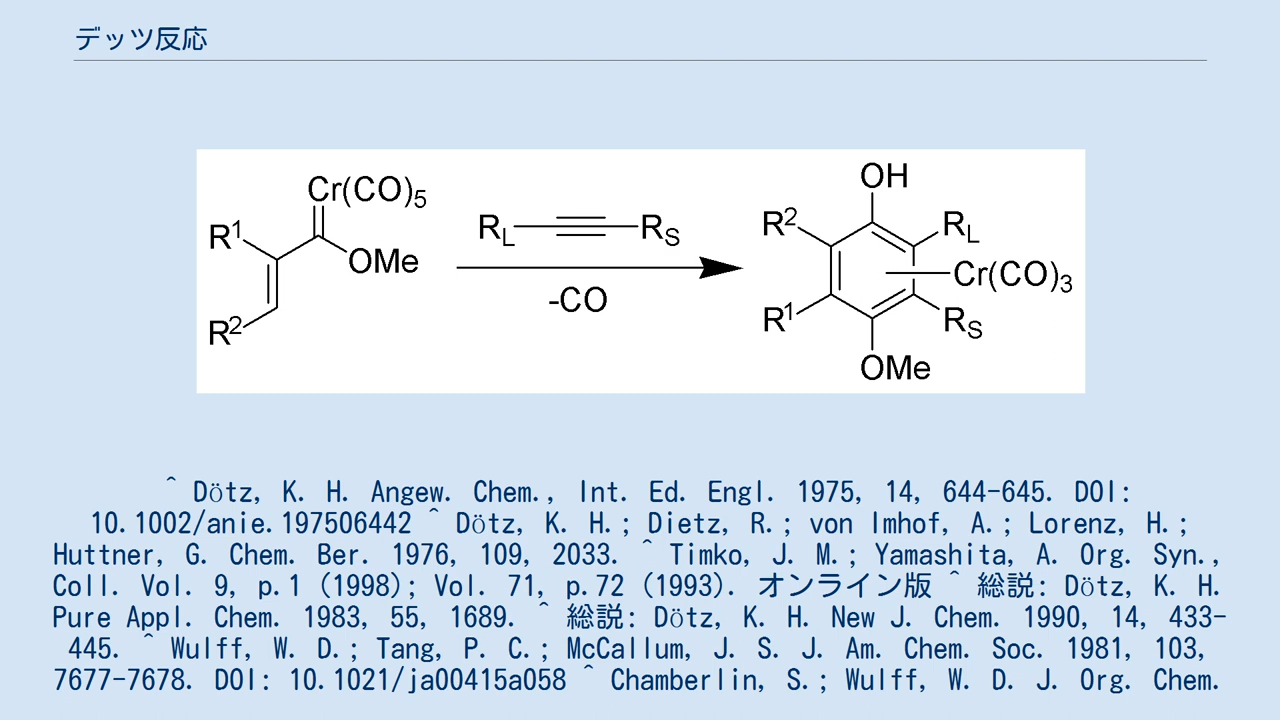 デッツ反応
Cr(CO)5
R1
OMe
R2
RL RS
-CO
OH
R2 RL
Cr(CO)3
R1 RS
OMe
^ Dötz, K. H. Angew. Chem., Int. Ed. Engl. 1975, 14, 644-645. DOI:
10.1002/anie.197506442 ^ Dötz, K. H.; Dietz, R.; von Imhof, A.; Lorenz, H.;
Huttner, G. Chem. Ber. 1976, 109, 2033. ^ Timko, J. M.; Yamashita, A. Org. Syn.,
Coll. Vol. 9, p.1 (1998); Vol. 71, p.72 (1993). オンライン版 ^ 総説: Dötz, K. H.
Pure Appl. Chem. 1983, 55, 1689. ^ 総説: Dötz, K. H. New J. Chem. 1990, 14, 433-
445. ^ Wulff, W. D.; Tang, P. C.; McCallum, J. S. J. Am. Chem. Soc. 1981, 103,
7677-7678. DOI: 10.1021/ja00415a058 ^ Chamberlin, S.; Wulff, W. D. J. Org. Chem.